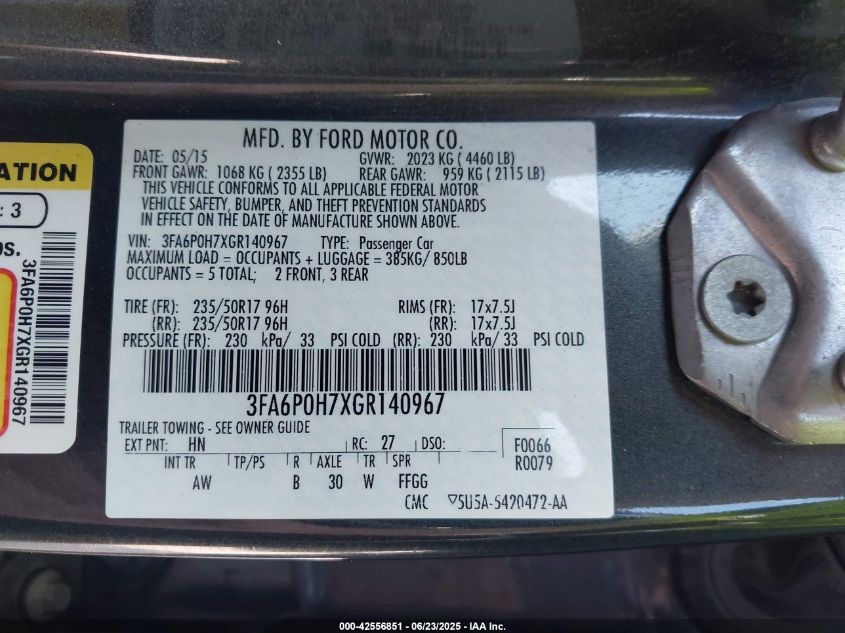 ATION
: 3
os.
3FA6P0H7XGR140967
MFD. BY FORD MOTOR CO.
DATE: 05/15 GVWR: 2023 KG ( 4460 LB)
FRONT GAWR: 1068 KG ( 2355 LB) REAR GAWR: 959 KG ( 2115 LB)
THIS VEHICLE CONFORMS TO ALL APPLICABLE FEDERAL MOTOR
VEHICLE SAFETY, BUMPER, AND THEFT PREVENTION STANDARDS
IN EFFECT ON THE DATE OF MANUFACTURE SHOWN ABOVE.
VIN: 3FA6P0H7XGR140967 TYPE: Passenger Car
MAXIMUM LOAD = OCCUPANTS + LUGGAGE = 385KG/ 850LB
OCCUPANTS = 5 TOTAL; 2 FRONT, 3 REAR
TIRE (FR): 235/50R17 96H RIMS (FR): 17x7.5J
(RR): 235/50R17 96H (RR): 17x7.5J
PRESSURE (FR): 230 kPa/ 33 PSI COLD (RR): 230 kPa/ 33 PSI COLD
3FA6P0H7XGR140967
TRAILER TOWING - SEE OWNER GUIDE
EXT PNT: HN RC: 27 DSO: F0066
INT TR TP/PS R AXLE TR SPR R0079
AW B 30 W FFGG
CMC 5U5A-5420472-AA
000-42556851 / 06/23/2025 - IAA Inc.